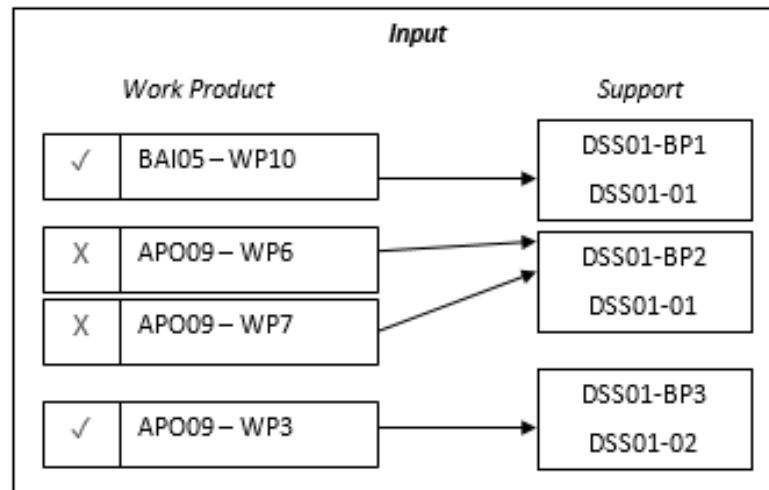 Input
Work Product Support
√ BAI05 – WP10
DSS01-BP1
DSS01-01
X APO09 – WP6
X APO09 – WP7
DSS01-BP2
DSS01-01
√ APO09 – WP3
DSS01-BP3
DSS01-02